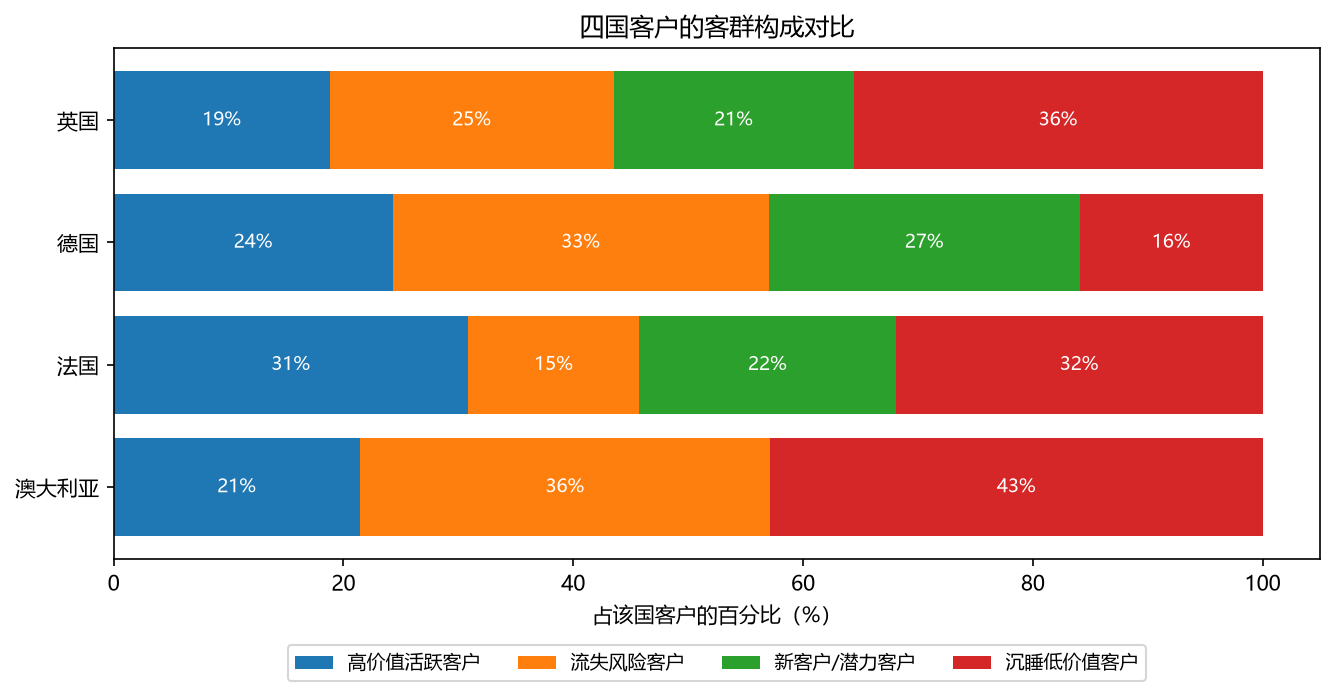 四国客户的客群构成对比
英国
19%
25%
21%
36%
德国
24%
33%
27%
16%
法国
31%
15%
22%
32%
澳大利亚
21%
36%
43%
0
20
40
60
80
100
占该国客户的百分比（%）
高价值活跃客户
流失风险客户
新客户/潜力客户
沉睡低价值客户